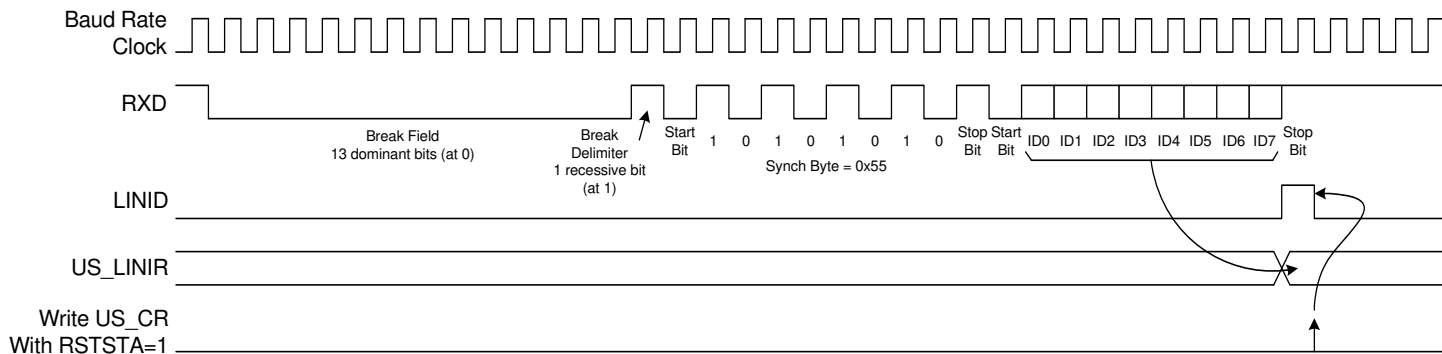 Baud Rate
Clock
RXD
Break Field
13 dominant bits (at 0)
Break
Delimiter
1 recessive bit
(at 1)
Start
Bit
1 0 1 0 1 0 1 0
Synch Byte = 0x55
Stop
Bit
Start
Bit
ID0 ID1 ID2 ID3 ID4 ID5 ID6 ID7
Stop
Bit
LINID
US_LINIR
Write US_CR
With RSTSTA=1